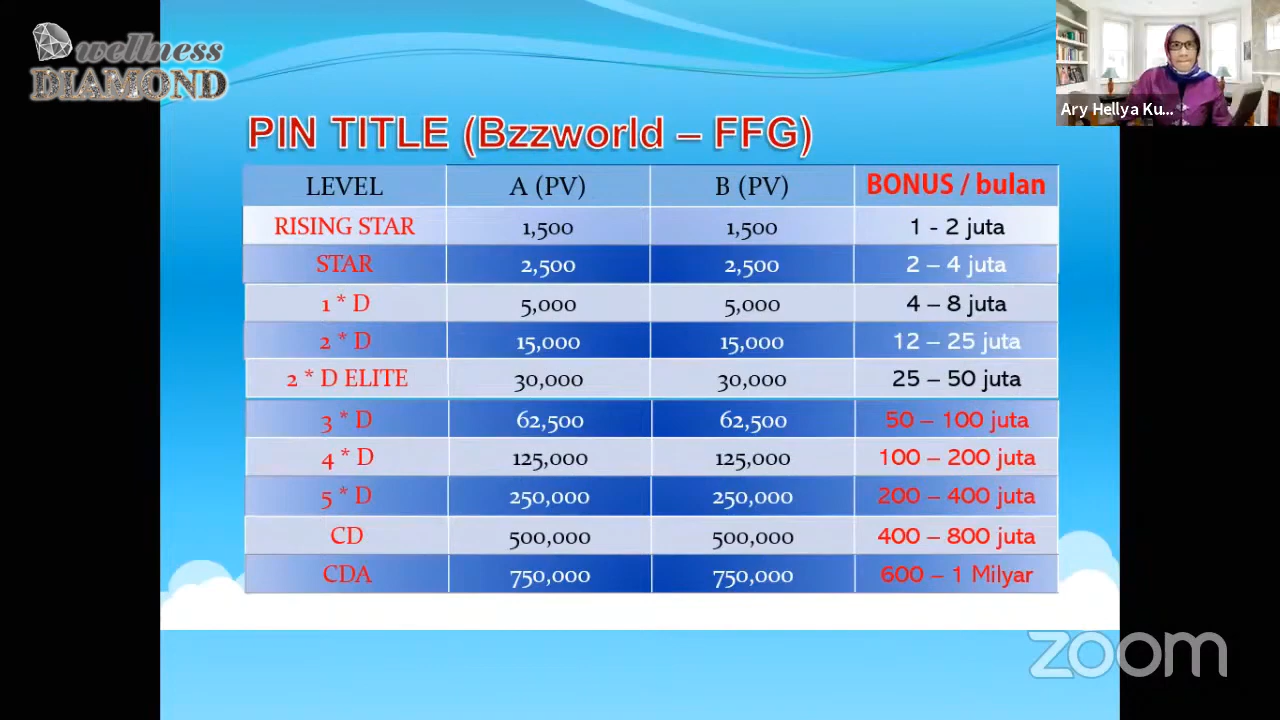 wellness
DIAMOND
Ary Hellya Ku...
PIN TITLE (Bzzworld – FFG)
LEVEL A (PV) B (PV) BONUS / bulan
RISING STAR 1,500 1,500 1 - 2 juta
STAR 2,500 2,500 2 – 4 juta
1 * D 5,000 5,000 4 – 8 juta
2 * D 15,000 15,000 12 – 25 juta
2 * D ELITE 30,000 30,000 25 – 50 juta
3 * D 62,500 62,500 50 – 100 juta
4 * D 125,000 125,000 100 – 200 juta
5 * D 250,000 250,000 200 – 400 juta
CD 500,000 500,000 400 – 800 juta
CDA 750,000 750,000 600 – 1 Milyar
zoom